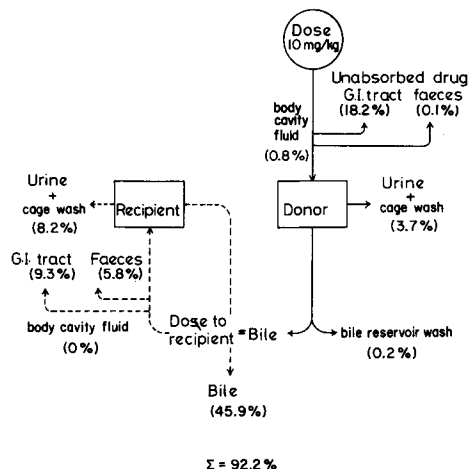 Dose
10 mg/kg
Unabsorbed drug
G.I. tract faeces
(18.2%) (0.1%)
body
cavity
fluid
(0.8%)
Urine
+
cage wash
(8.2%)
Recipient
Donor
Urine
+
cage wash
(3.7%)
G.I. tract
(9.3%)
Faeces
(5.8%)
body cavity fluid
(0%)
Dose to
recipient = Bile
bile reservoir wash
(0.2%)
Bile
(45.9%)
Σ = 92.2%